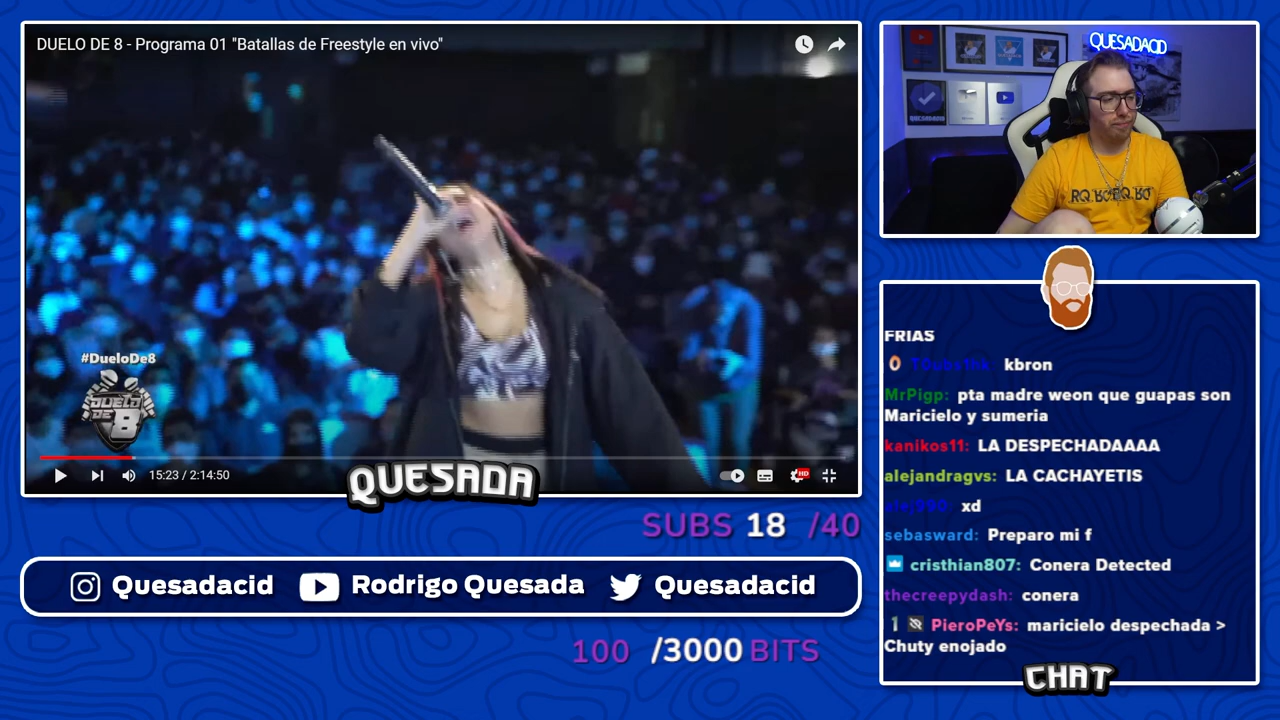 DUELO DE 8 - Programa 01 "Batallas de Freestyle en vivo"
#DueloDe8
DUELO
DE 8
15:23 / 2:14:50
HD
QUESADA
SUBS 18 /40
Quesadacid
Rodrigo Quesada
Quesadacid
100 /3000 BITS
QUESADACID
FRIAS
kbron
MrPigp: pta madre weon que guapas son
Maricielo y sumeria
kanikos11: LA DESPECHADAAAA
alejandragvs: LA CACHAYETIS
xd
sebasward: Preparo mi f
cristhian807: Conera Detected
thecreepydash: conera
1 PieroPeYs: maricielo despechada >
Chuty enojado
CHAT